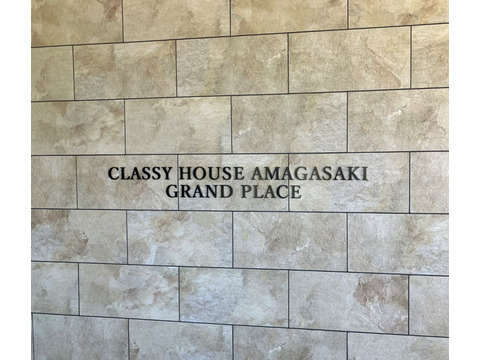 CLASSY HOUSE AMAGASAKI
GRAND PLACE